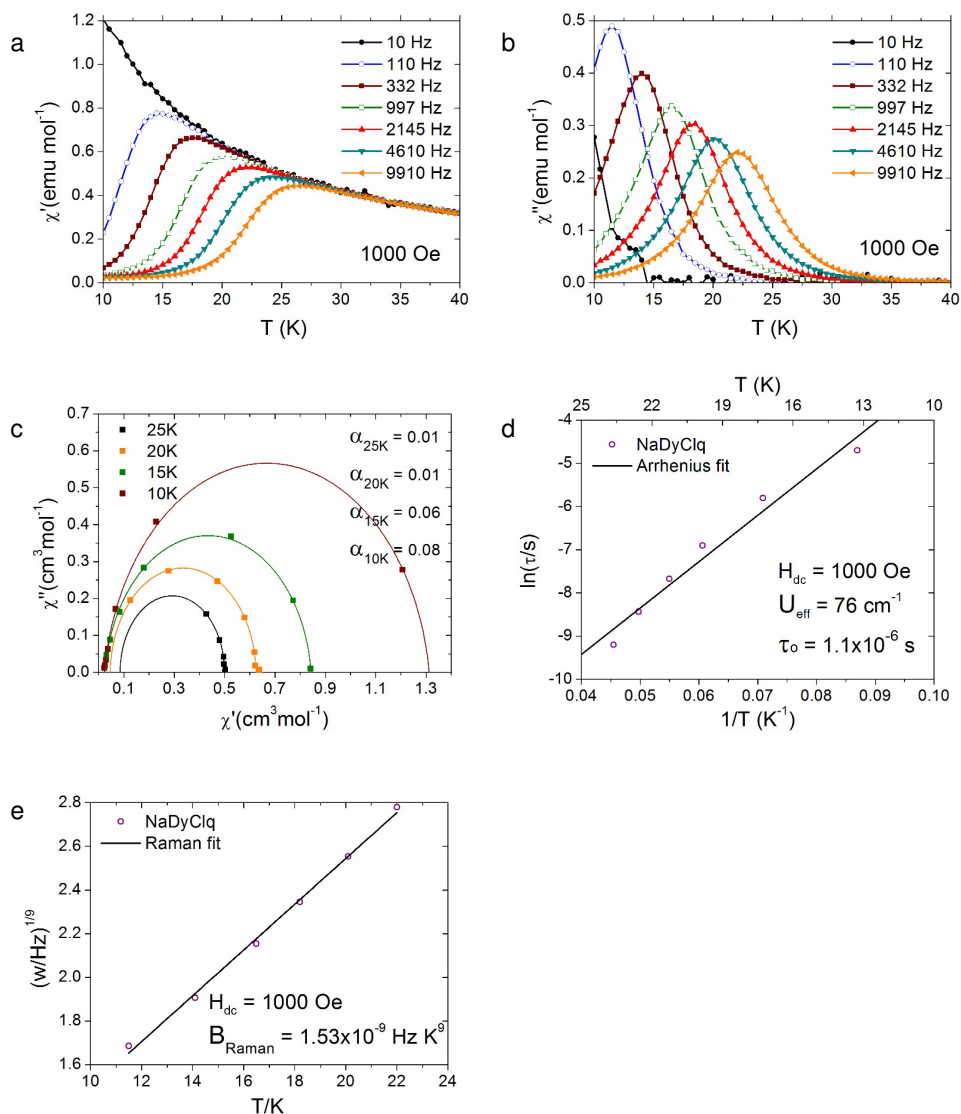 a
1.2
1.0
0.8
0.6
0.4
0.2
0.0
χ'(emu mol⁻¹)
10 Hz
110 Hz
332 Hz
997 Hz
2145 Hz
4610 Hz
9910 Hz
1000 Oe
10 15 20 25 30 35 40
T (K)
b
0.5
0.4
0.3
0.2
0.1
0.0
χ''(emu mol⁻¹)
10 Hz
110 Hz
332 Hz
997 Hz
2145 Hz
4610 Hz
9910 Hz
1000 Oe
10 15 20 25 30 35 40
T (K)
c
0.7
0.6
0.5
0.4
0.3
0.2
0.1
0.0
χ''(cm³mol⁻¹)
25K
20K
15K
10K
α25K = 0.01
α20K = 0.01
α15K = 0.06
α10K = 0.08
0.1 0.3 0.5 0.7 0.9 1.1 1.3
χ'(cm³mol⁻¹)
T (K)
25 22 19 16 13 10
d
-4
-5
-6
-7
-8
-9
-10
ln(τ/s)
NaDyClq
Arrhenius fit
Hdc = 1000 Oe
Ueff = 76 cm⁻¹
τo = 1.1x10⁻⁶ s
0.04 0.05 0.06 0.07 0.08 0.09 0.10
1/T (K⁻¹)
e
2.8
2.6
2.4
2.2
2.0
1.8
1.6
(w/Hz)¹/⁹
NaDyClq
Raman fit
Hdc = 1000 Oe
BRaman = 1.53x10⁻⁹ Hz K⁹
10 12 14 16 18 20 22 24
T/K